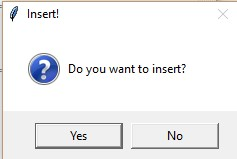 Insert!
Do you want to insert?
Yes No